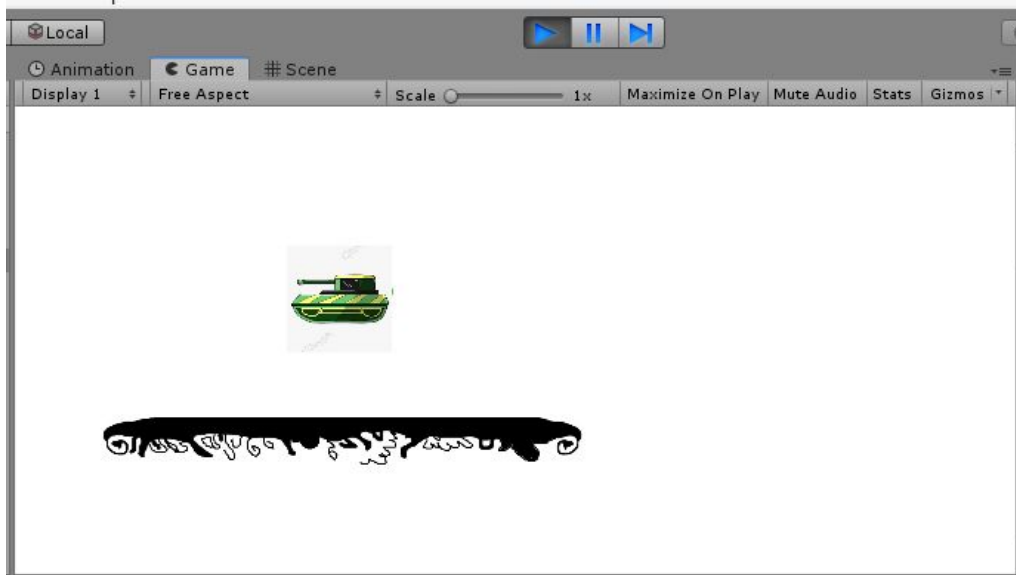 Local
Animation Game # Scene
Display 1 Free Aspect Scale 1x Maximize On Play Mute Audio Stats Gizmos